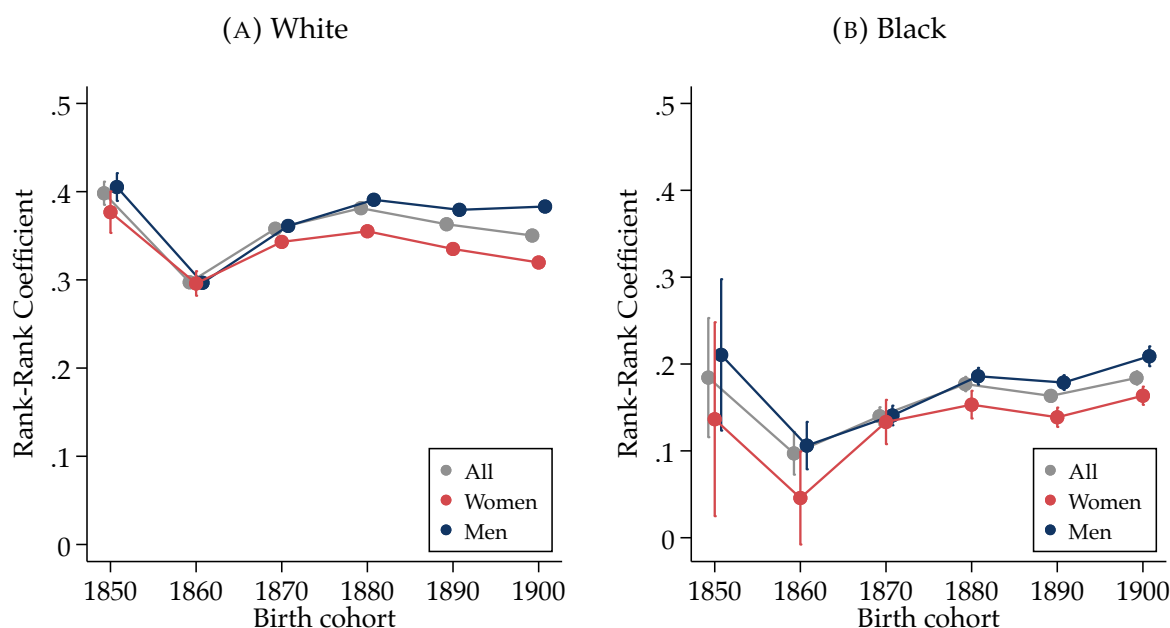 (A) White
.5
.4
.3
.2
.1
0
Rank-Rank Coefficient
1850 1860 1870 1880 1890 1900
Birth cohort
All
Women
Men
(B) Black
.5
.4
.3
.2
.1
0
Rank-Rank Coefficient
1850 1860 1870 1880 1890 1900
Birth cohort
All
Women
Men